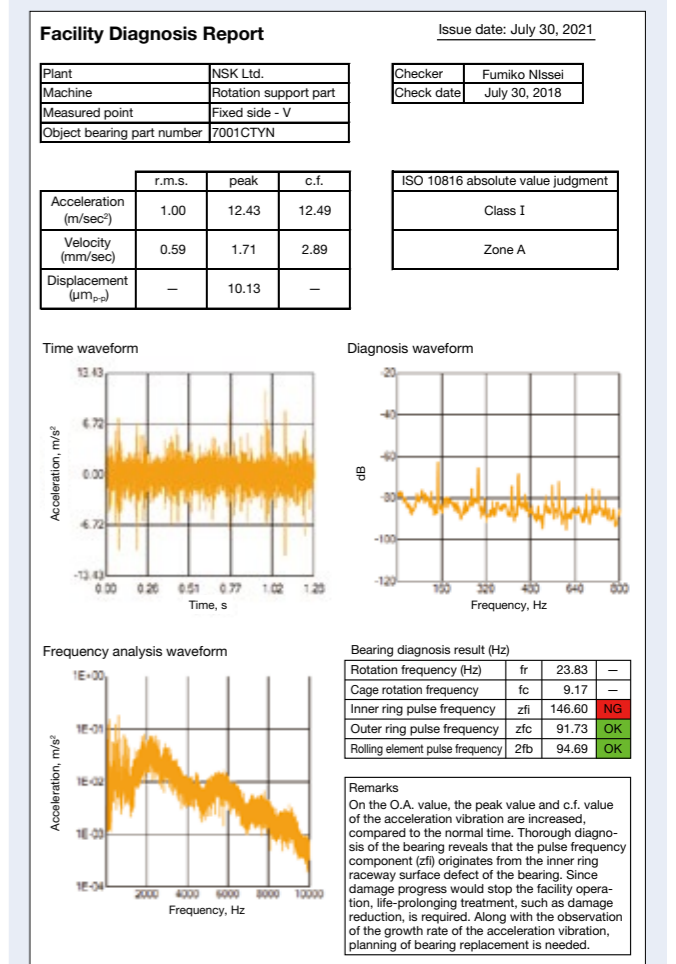 Facility Diagnosis Report
Issue date: July 30, 2021
Plant NSK Ltd.
Machine Rotation support part
Measured point Fixed side - V
Object bearing part number 7001CTYN
Checker Fumiko NIssei
Check date July 30, 2018
r.m.s. peak c.f.
Acceleration (m/sec²) 1.00 12.43 12.49
Velocity (mm/sec) 0.59 1.71 2.89
Displacement (μmp-p) — 10.13 —
ISO 10816 absolute value judgment
Class I
Zone A
Time waveform
13.43
6.72
0.00
-6.72
-13.43
0.00 0.26 0.51 0.77 1.02 1.28
Acceleration, m/s²
Time, s
Diagnosis waveform
-20
-40
-60
-80
-100
-120
160 320 480 640 800
dB
Frequency, Hz
Frequency analysis waveform
1E+00
1E-01
1E-02
1E-03
1E-04
2000 4000 6000 8000 10000
Acceleration, m/s²
Frequency, Hz
Bearing diagnosis result (Hz)
Rotation frequency (Hz) fr 23.83 —
Cage rotation frequency fc 9.17 —
Inner ring pulse frequency zfi 146.60 NG
Outer ring pulse frequency zfc 91.73 OK
Rolling element pulse frequency 2fb 94.69 OK
Remarks
On the O.A. value, the peak value and c.f. value
of the acceleration vibration are increased,
compared to the normal time. Thorough diagno-
sis of the bearing reveals that the pulse frequency
component (zfi) originates from the inner ring
raceway surface defect of the bearing. Since
damage progress would stop the facility opera-
tion, life-prolonging treatment, such as damage
reduction, is required. Along with the observation
of the growth rate of the acceleration vibration,
planning of bearing replacement is needed.